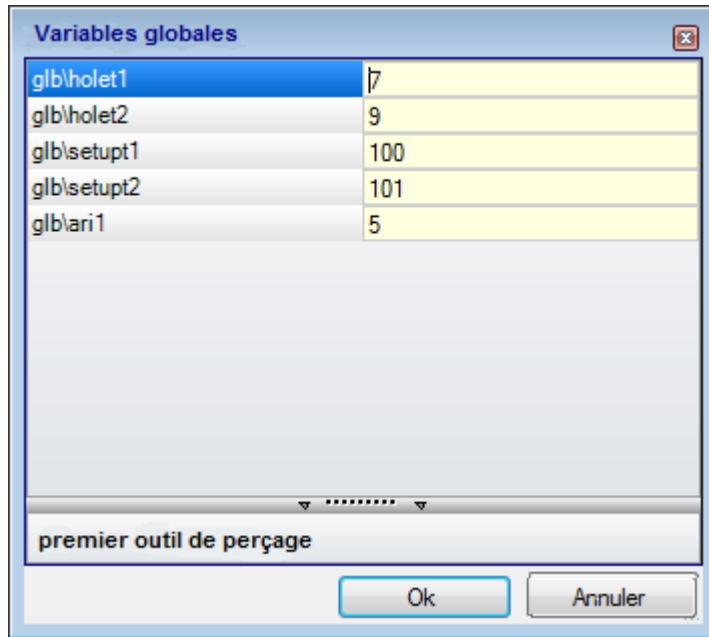 Variables globales
glb\holet1 7
glb\holet2 9
glb\setupt1 100
glb\setupt2 101
glb\ari1 5
premier outil de perçage
Ok Annuler